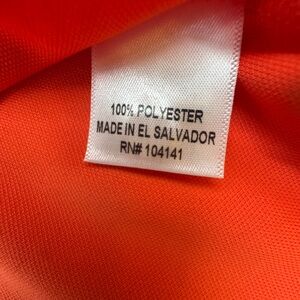 100% POLYESTER
MADE IN EL SALVADOR
RN# 104141